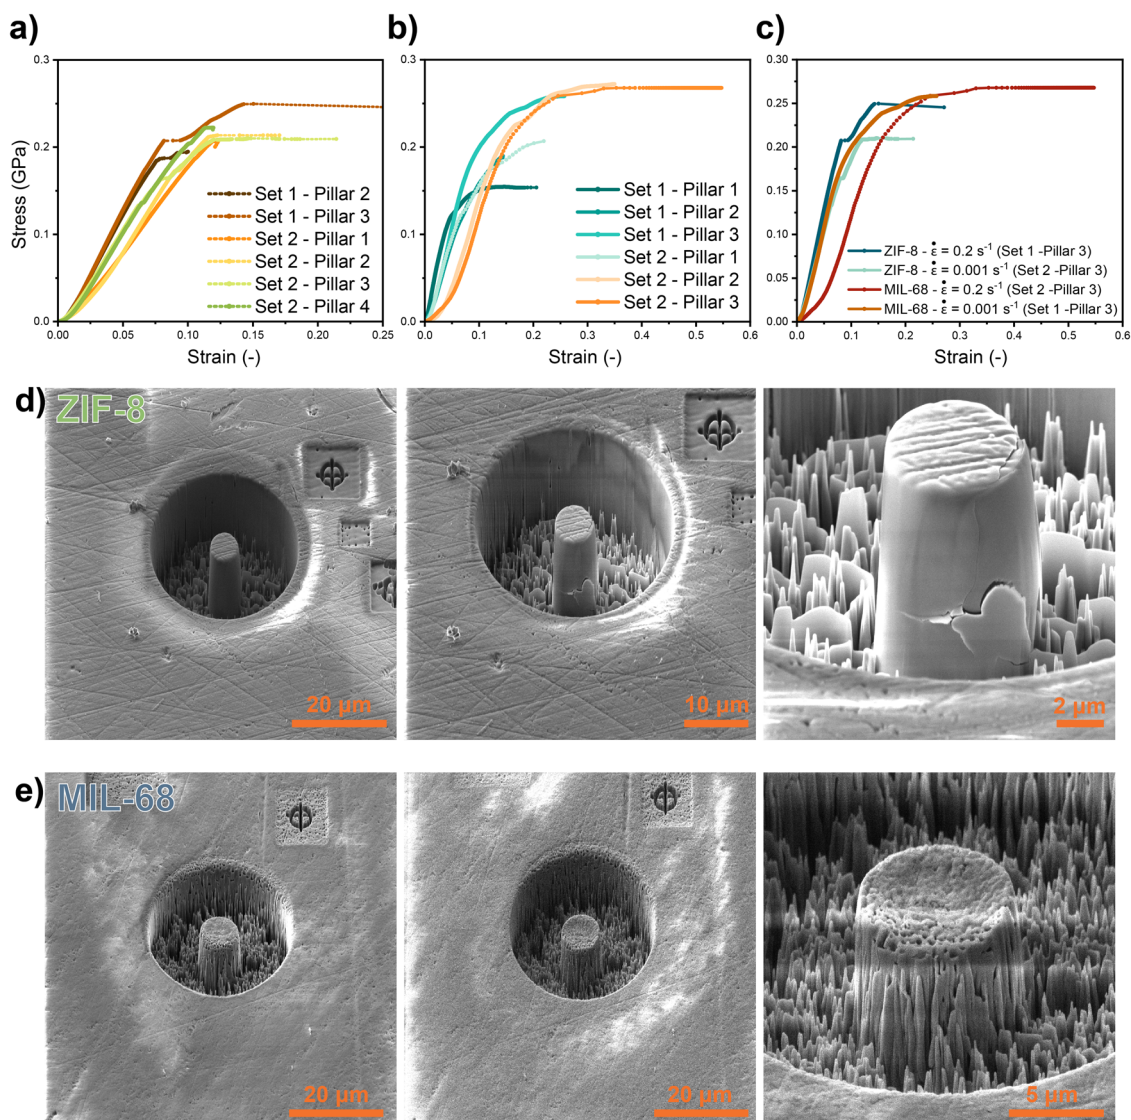 a)
b)
c)
0.3
0.2
0.1
0.0
0.00
0.05
0.10
0.15
0.20
0.25
Stress (GPa)
Strain (-)
Set 1 - Pillar 2
Set 1 - Pillar 3
Set 2 - Pillar 1
Set 2 - Pillar 2
Set 2 - Pillar 3
Set 2 - Pillar 4
0.3
0.2
0.1
0.0
0.0
0.1
0.2
0.3
0.4
0.5
0.6
Strain (-)
Set 1 - Pillar 1
Set 1 - Pillar 2
Set 1 - Pillar 3
Set 2 - Pillar 1
Set 2 - Pillar 2
Set 2 - Pillar 3
0.30
0.25
0.20
0.15
0.10
0.05
0.00
0.0
0.1
0.2
0.3
0.4
0.5
0.6
Strain (-)
ZIF-8 - ε̇ = 0.2 s⁻¹ (Set 1 -Pillar 3)
ZIF-8 - ε̇ = 0.001 s⁻¹ (Set 2 -Pillar 3)
MIL-68 - ε̇ = 0.2 s⁻¹ (Set 2 -Pillar 3)
MIL-68 - ε̇ = 0.001 s⁻¹ (Set 1 -Pillar 3)
d)
ZIF-8
20 µm
10 µm
2 µm
e)
MIL-68
20 µm
20 µm
5 µm